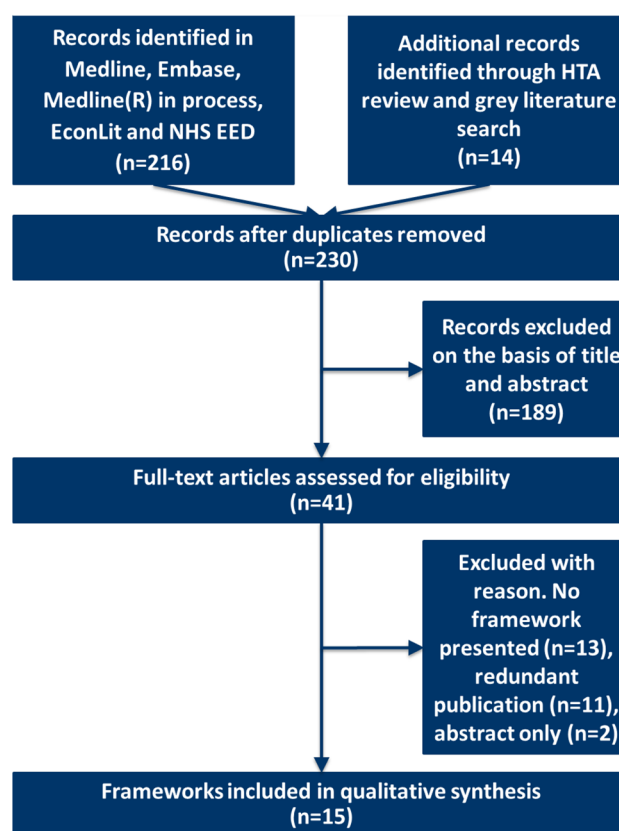 Records identified in
Medline, Embase,
Medline(R) in process,
EconLit and NHS EED
(n=216)
Additional records
identified through HTA
review and grey literature
search
(n=14)
Records after duplicates removed
(n=230)
Records excluded
on the basis of title
and abstract
(n=189)
Full-text articles assessed for eligibility
(n=41)
Excluded with
reason. No
framework
presented (n=13),
redundant
publication (n=11),
abstract only (n=2)
Frameworks included in qualitative synthesis
(n=15)